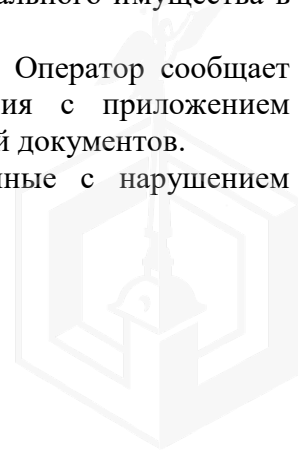 ального имущества в
Оператор сообщает
ия с приложением
й документов.
нные с нарушением